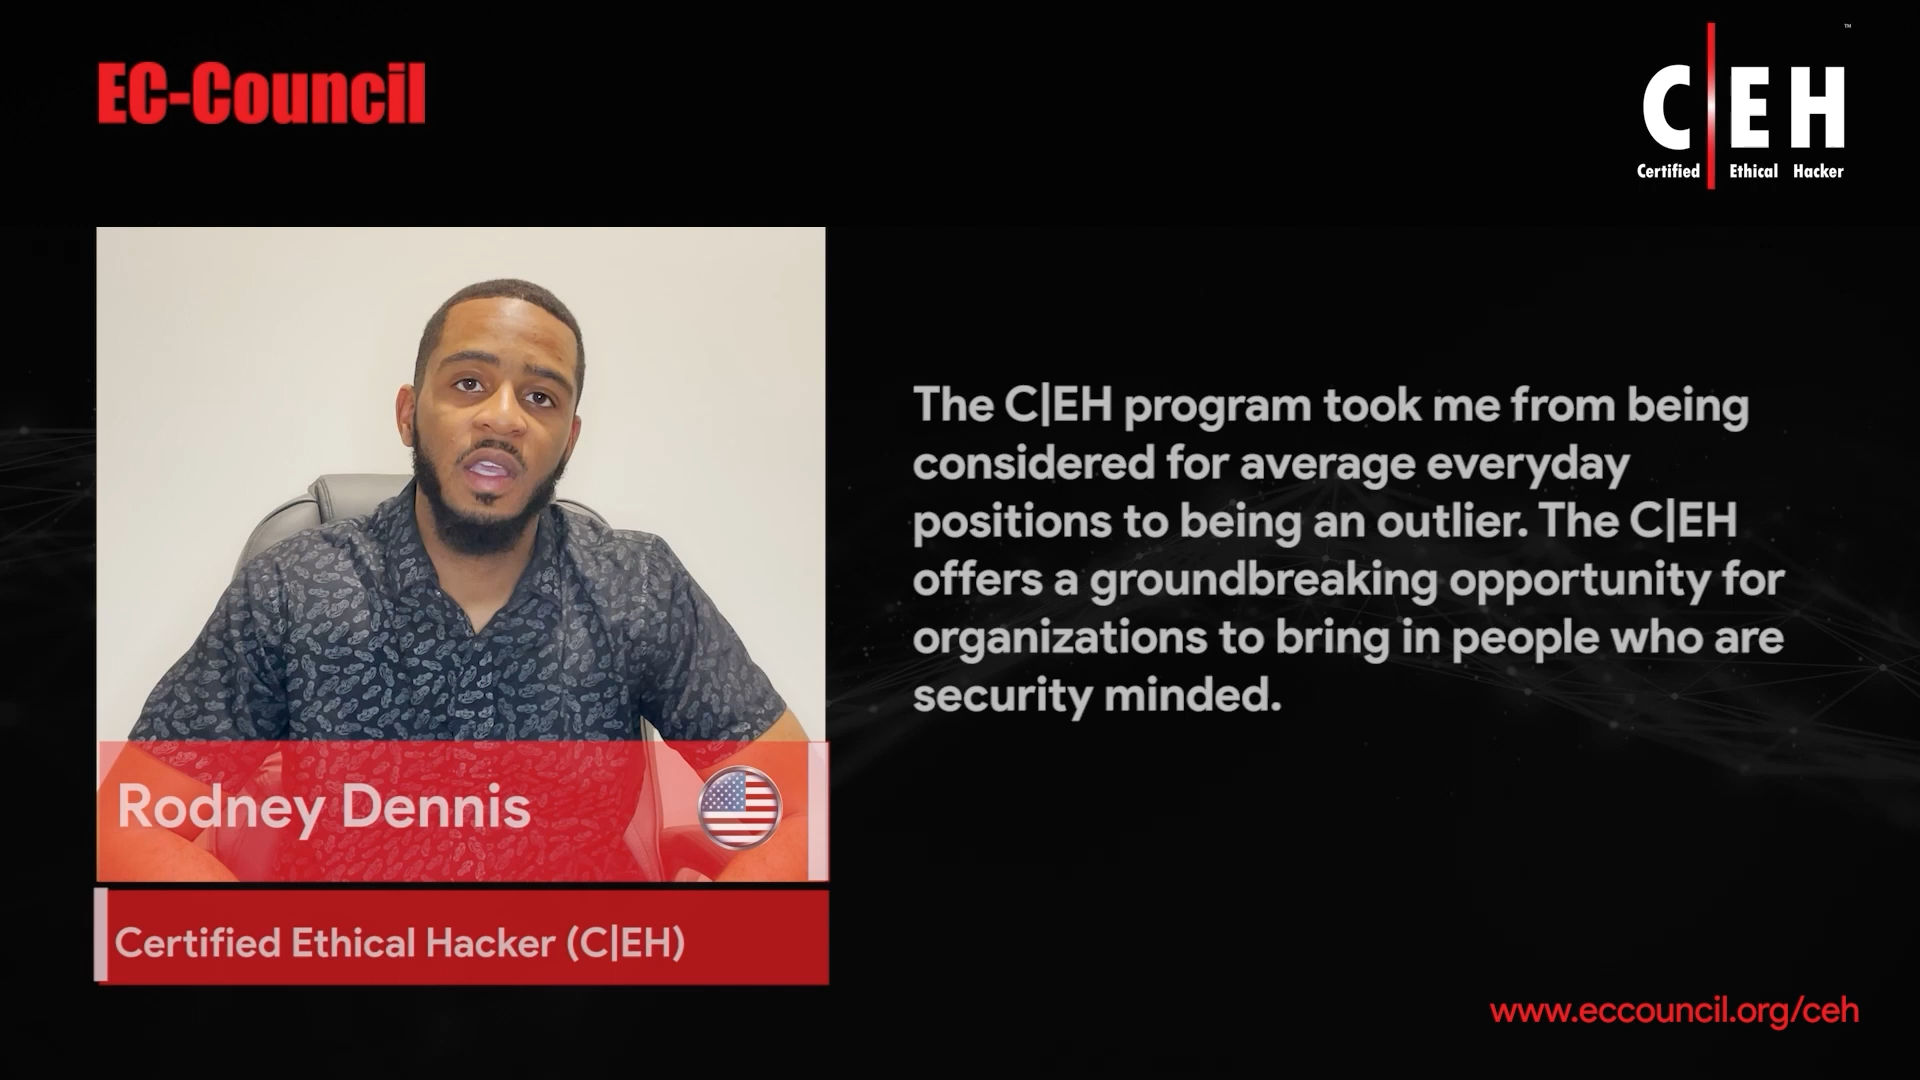 EC-Council
C|EH
™
Certified Ethical Hacker
The C|EH program took me from being
considered for average everyday
positions to being an outlier. The C|EH
offers a groundbreaking opportunity for
organizations to bring in people who are
security minded.
Rodney Dennis
Certified Ethical Hacker (C|EH)
www.eccouncil.org/ceh